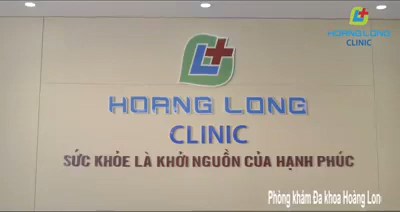 HOANG LONG
CLINIC
HOANG LONG
CLINIC
SỨC KHỎE LÀ KHỞI NGUỒN CỦA HẠNH PHÚC
Phòng khám Đa khoa Hoàng Lon